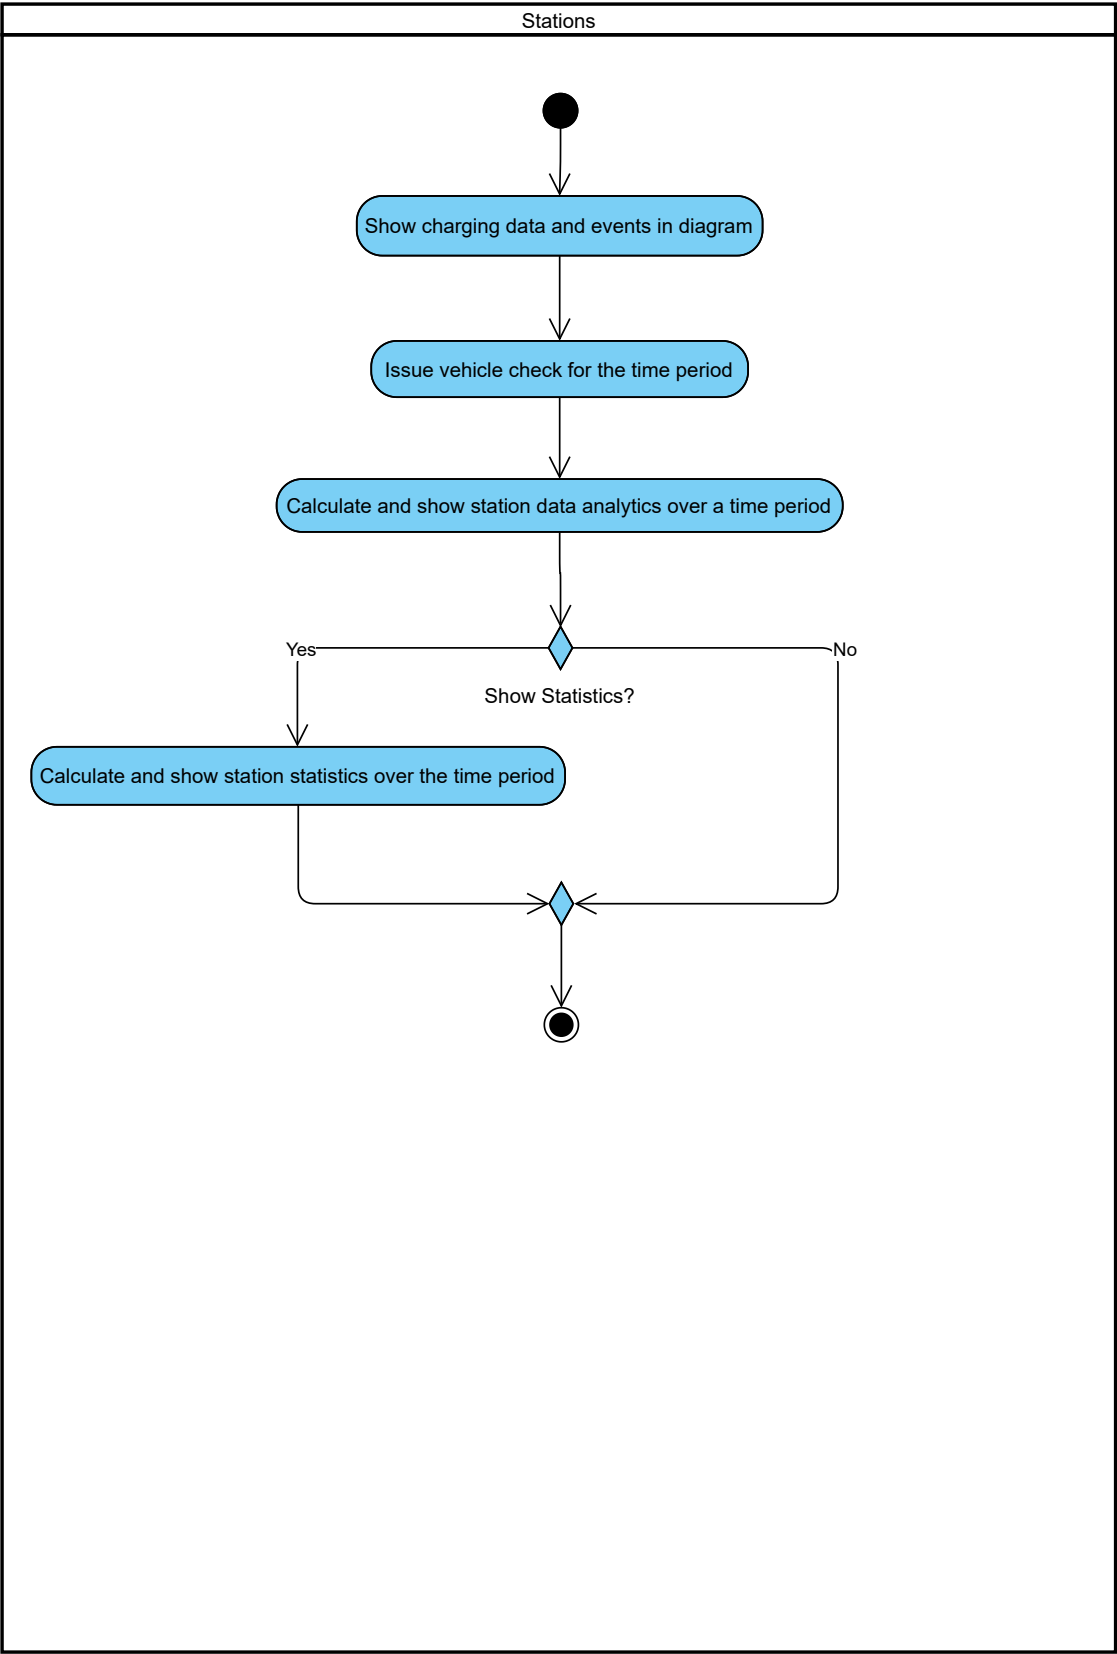 Stations
Show charging data and events in diagram
Issue vehicle check for the time period
Calculate and show station data analytics over a time period
Yes
No
Show Statistics?
Calculate and show station statistics over the time period